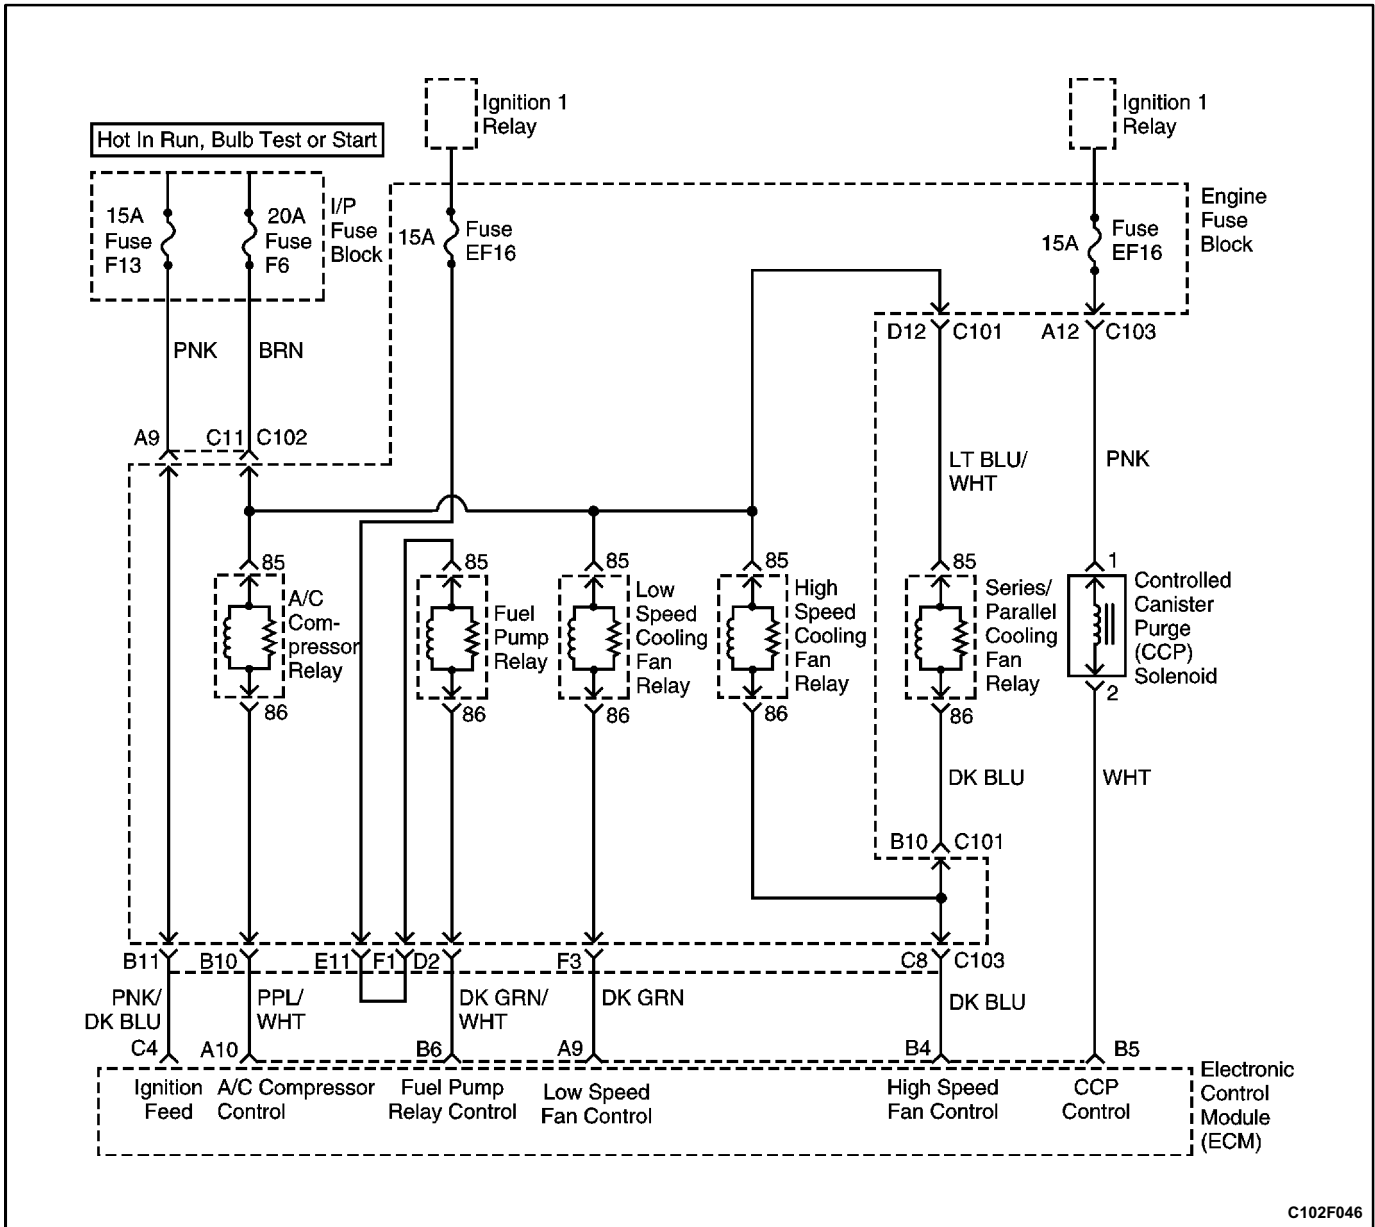 Ignition 1
Relay
Ignition 1
Relay
Hot In Run, Bulb Test or Start
15A
Fuse
F13
20A
Fuse
F6
I/P
Fuse
Block
15A
Fuse
EF16
15A
Fuse
EF16
Engine
Fuse
Block
D12
C101
A12
C103
PNK
BRN
A9
C11
C102
LT BLU/
WHT
PNK
85
85
85
85
85
1
A/C
Com-
pressor
Relay
Fuel
Pump
Relay
Low
Speed
Cooling
Fan
Relay
High
Speed
Cooling
Fan
Relay
Series/
Parallel
Cooling
Fan
Relay
Controlled
Canister
Purge
(CCP)
Solenoid
86
86
86
86
86
2
DK BLU
WHT
B10
C101
B11
B10
E11
F1
D2
F3
C8
C103
PNK/
DK BLU
PPL/
WHT
DK GRN/
WHT
DK GRN
DK BLU
C4
A10
B6
A9
B4
B5
Ignition
Feed
A/C Compressor
Control
Fuel Pump
Relay Control
Low Speed
Fan Control
High Speed
Fan Control
CCP
Control
Electronic
Control
Module
(ECM)
C102F046